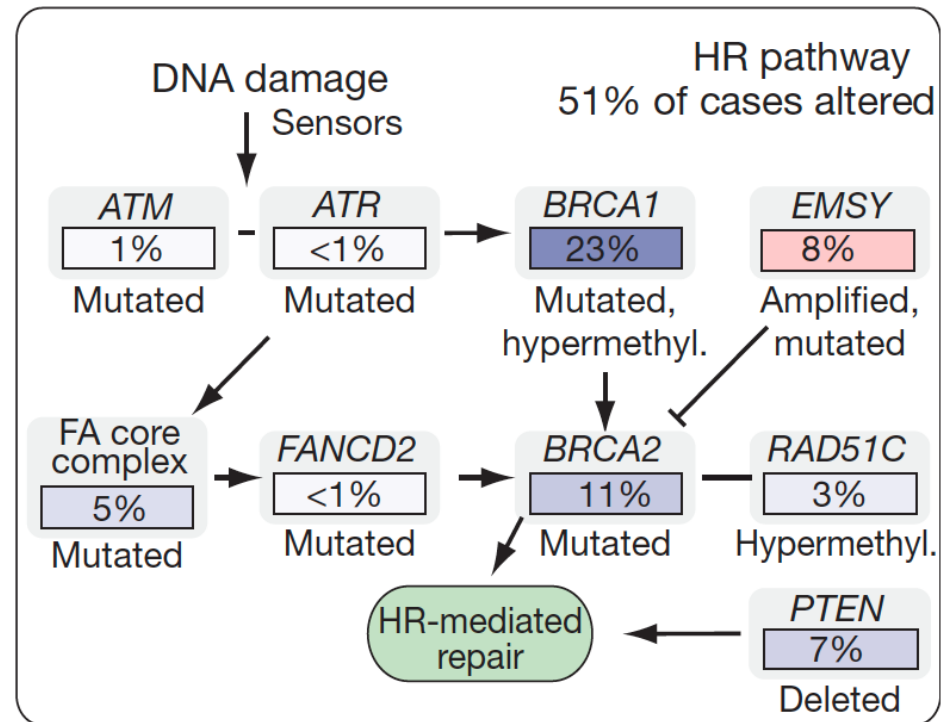 DNA damage
Sensors
HR pathway
51% of cases altered
ATM
1%
Mutated
ATR
<1%
Mutated
BRCA1
23%
Mutated,
hypermethyl.
EMSY
8%
Amplified,
mutated
FA core
complex
5%
Mutated
FANCD2
<1%
Mutated
BRCA2
11%
Mutated
RAD51C
3%
Hypermethyl.
HR-mediated
repair
PTEN
7%
Deleted